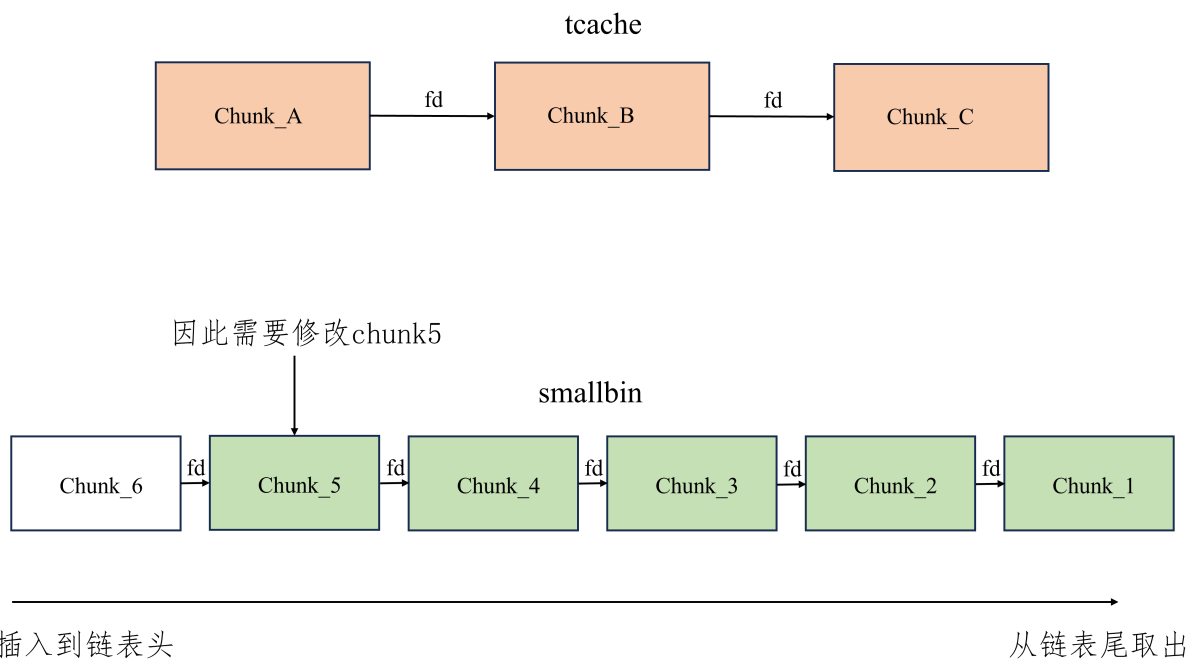 tcache
Chunk_A
fd
Chunk_B
fd
Chunk_C
因此需要修改chunk5
smallbin
Chunk_6
fd
Chunk_5
fd
Chunk_4
fd
Chunk_3
fd
Chunk_2
fd
Chunk_1
插入到链表头
从链表尾取出